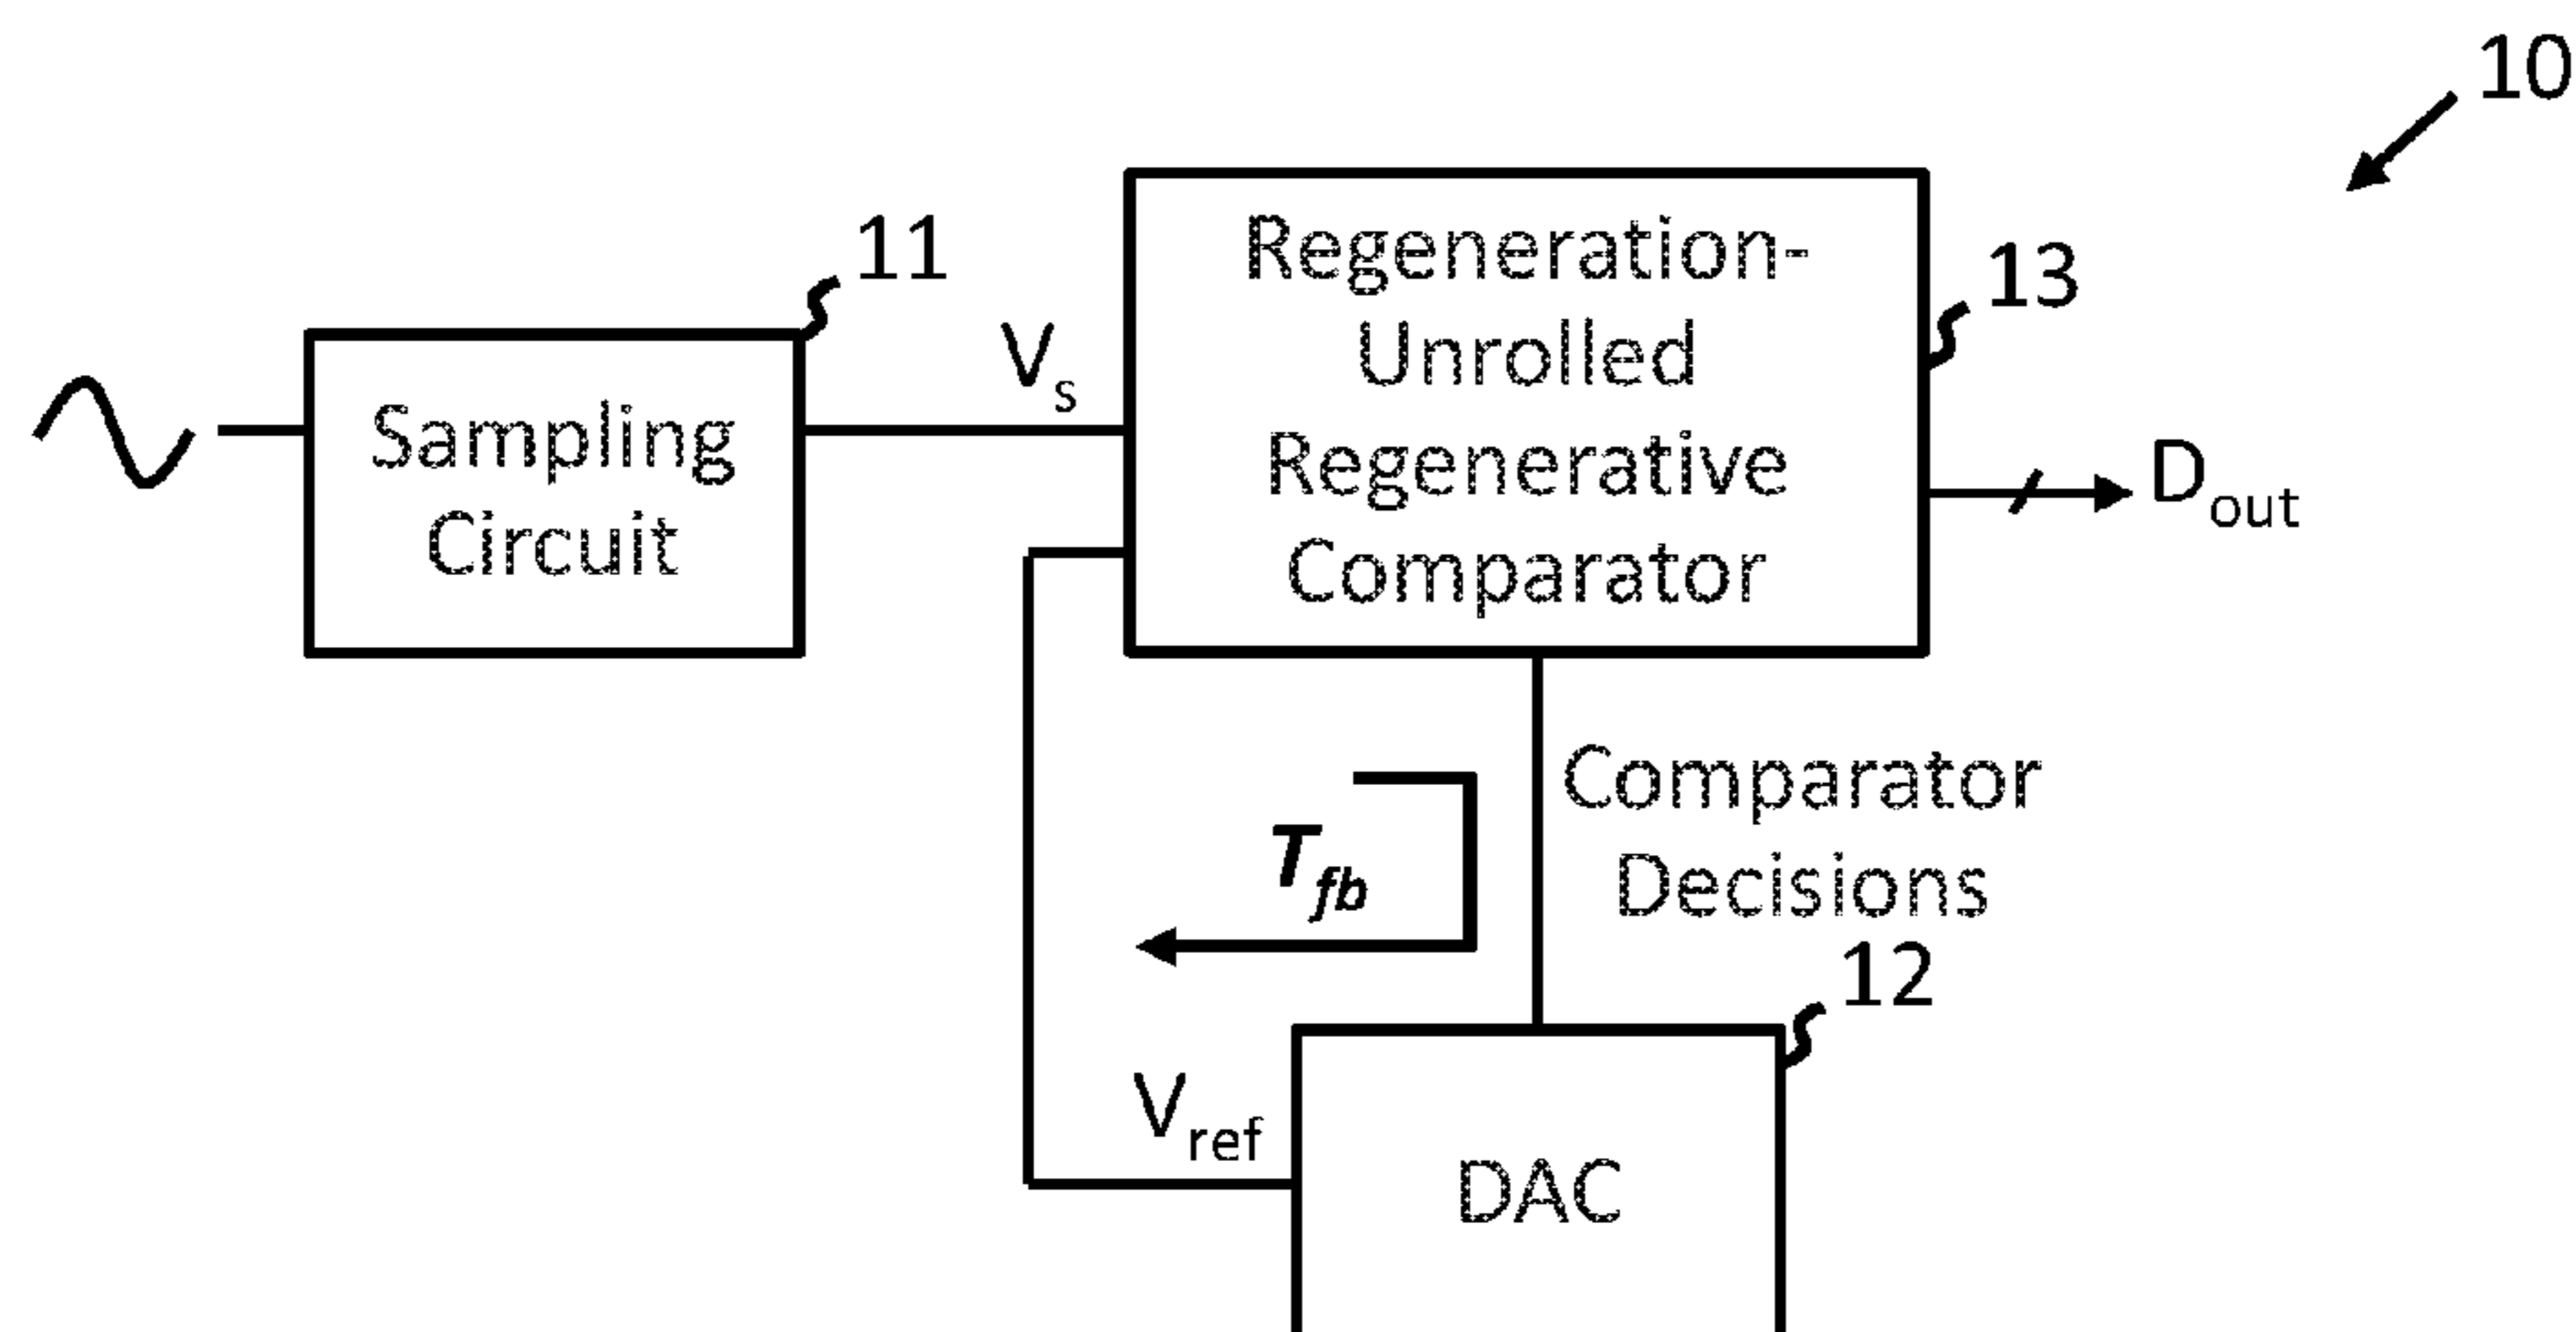 10
11
Regeneration-
Unrolled
Regenerative
Comparator
13
Sampling
Circuit
Vs
Dout
Comparator
Decisions
Tfb
12
Vref
DAC